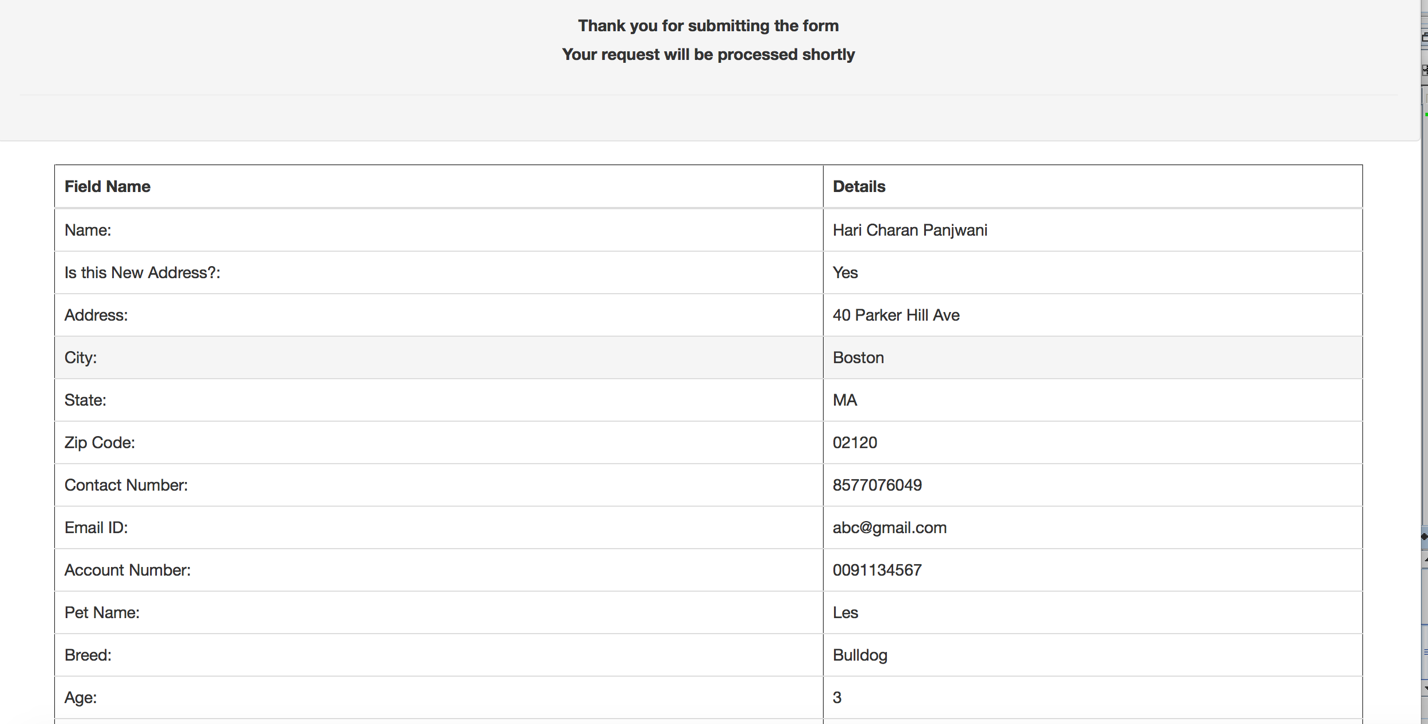 Thank you for submitting the form
Your request will be processed shortly
Field Name Details
Name: Hari Charan Panjwani
Is this New Address?: Yes
Address: 40 Parker Hill Ave
City: Boston
State: MA
Zip Code: 02120
Contact Number: 8577076049
Email ID: abc@gmail.com
Account Number: 0091134567
Pet Name: Les
Breed: Bulldog
Age: 3